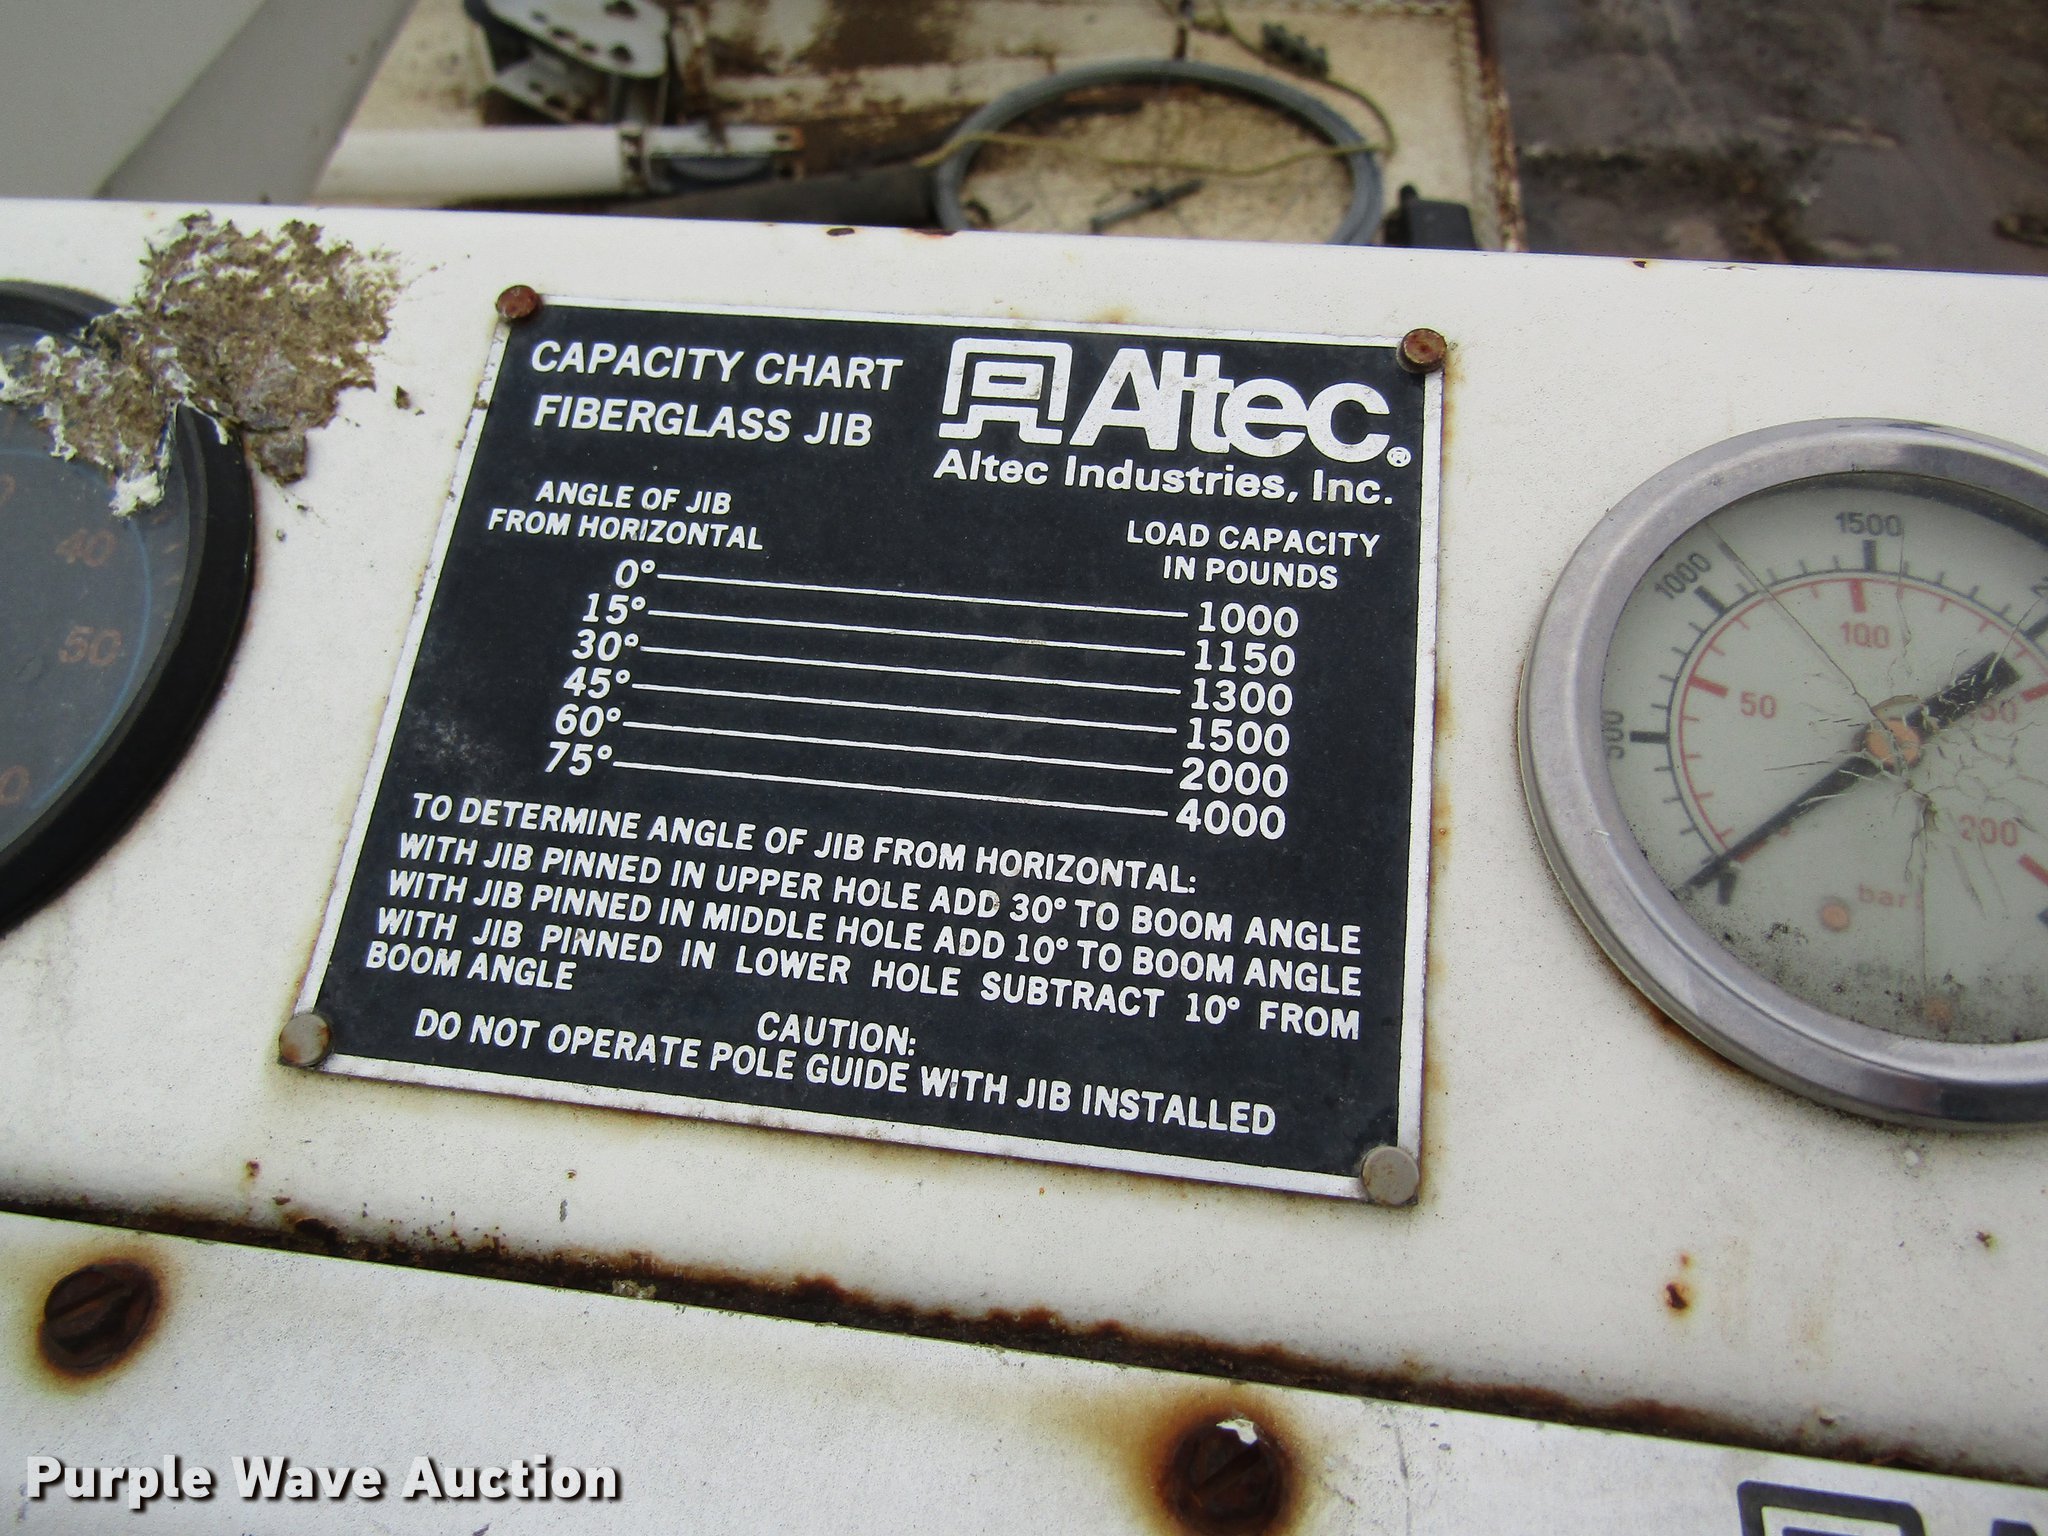 CAPACITY CHART
FIBERGLASS JIB
Altec®
Altec Industries, Inc.
ANGLE OF JIB
FROM HORIZONTAL
LOAD CAPACITY
IN POUNDS
0° 1000
15° 1150
30° 1300
45° 1500
60° 2000
75° 4000
TO DETERMINE ANGLE OF JIB FROM HORIZONTAL:
WITH JIB PINNED IN UPPER HOLE ADD 30° TO BOOM ANGLE
WITH JIB PINNED IN MIDDLE HOLE ADD 10° TO BOOM ANGLE
WITH JIB PINNED IN LOWER HOLE SUBTRACT 10° FROM
BOOM ANGLE
CAUTION:
DO NOT OPERATE POLE GUIDE WITH JIB INSTALLED
40
50
500
1000
1500
50
100
150
200
bar
Purple Wave Auction